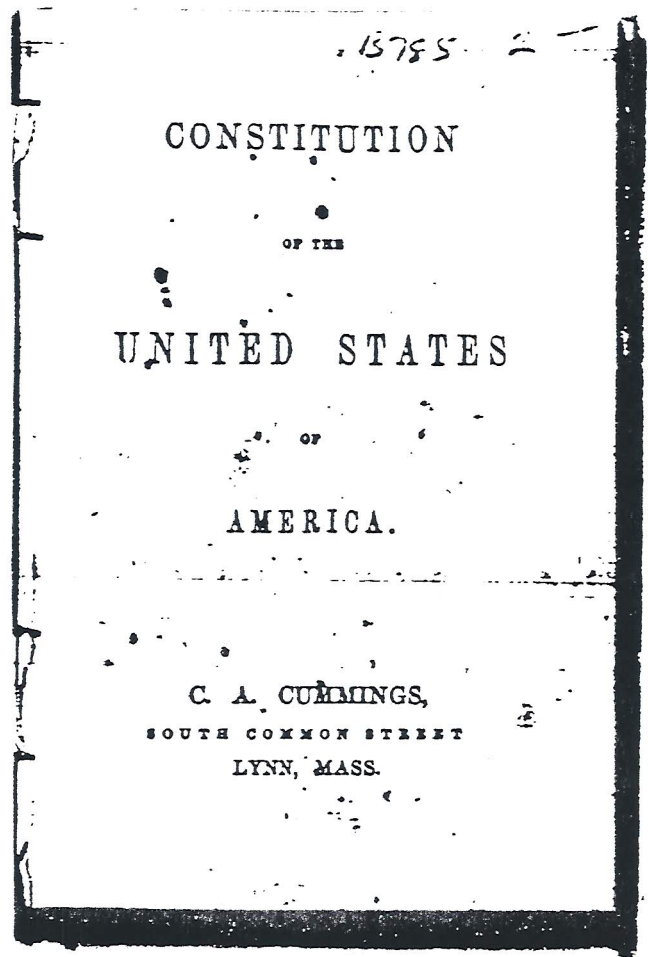 15785 2
CONSTITUTION
OF THE
UNITED STATES
OF
AMERICA.
C. A. CUMMINGS,
SOUTH COMMON STREET
LYNN, MASS.